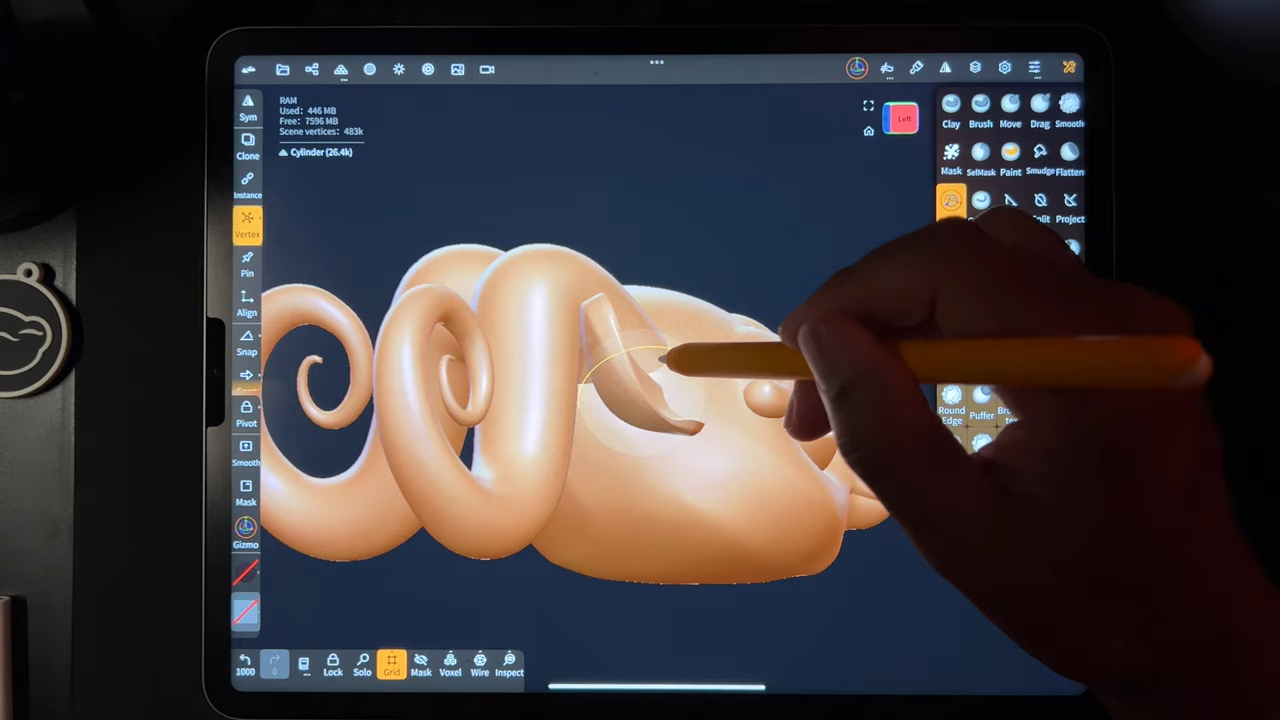 RAM
Used: 446 MB
Free: 7596 MB
Scene vertices: 483k
Cylinder (26.4k)
Left
Sym
Clone
Instance
Vertex
Pin
Align
Snap
Pivot
Smooth
Mask
Gizmo
Clay Brush Move Drag Smooth
Mask SelMask Paint Smudge Flatten
Project
Round Edge
Puffer
1000
0
...
Lock
Solo
Grid
Mask
Voxel
Wire
Inspect